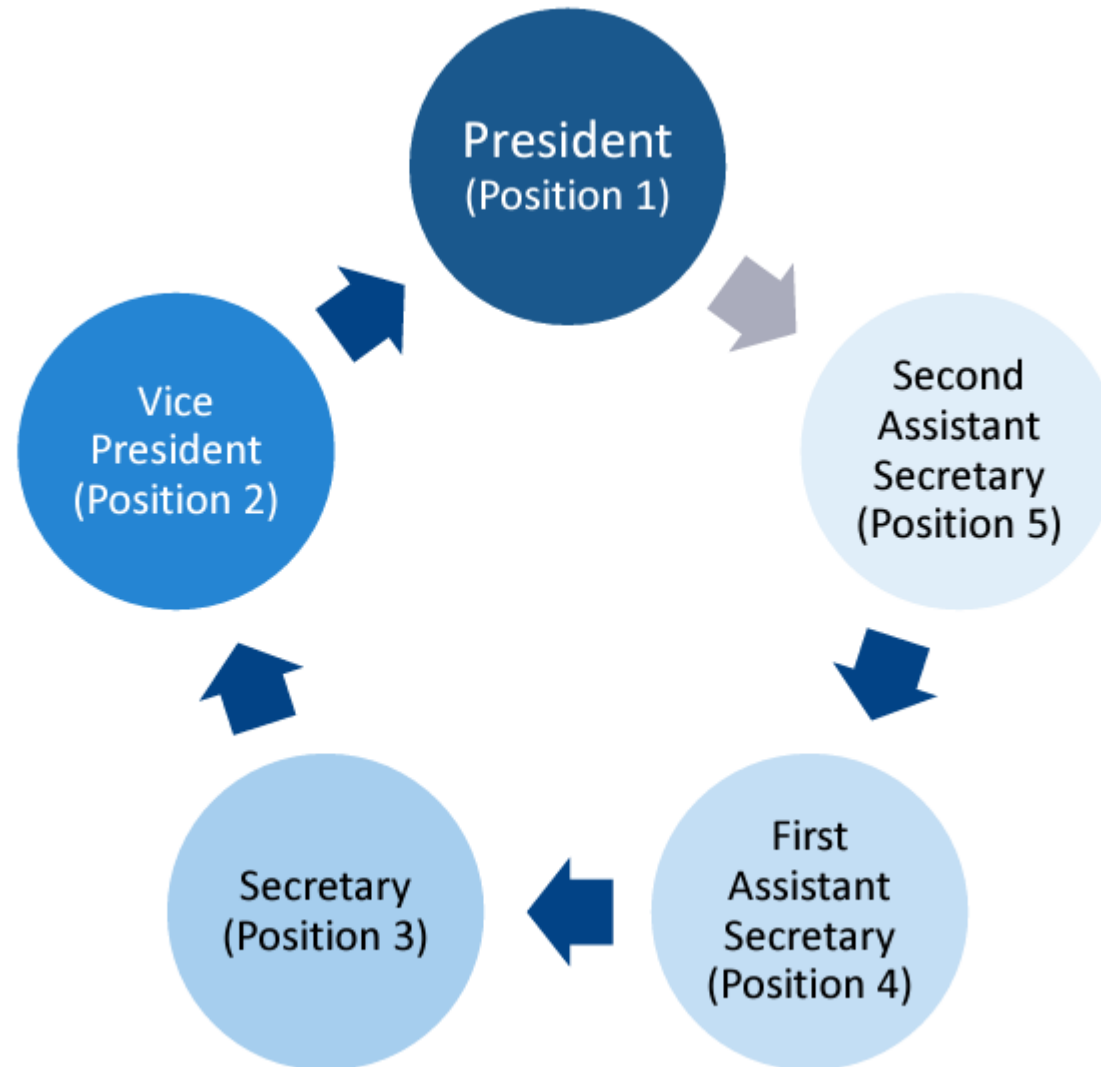 President
(Position 1)
Second
Assistant
Secretary
(Position 5)
First
Assistant
Secretary
(Position 4)
Secretary
(Position 3)
Vice
President
(Position 2)